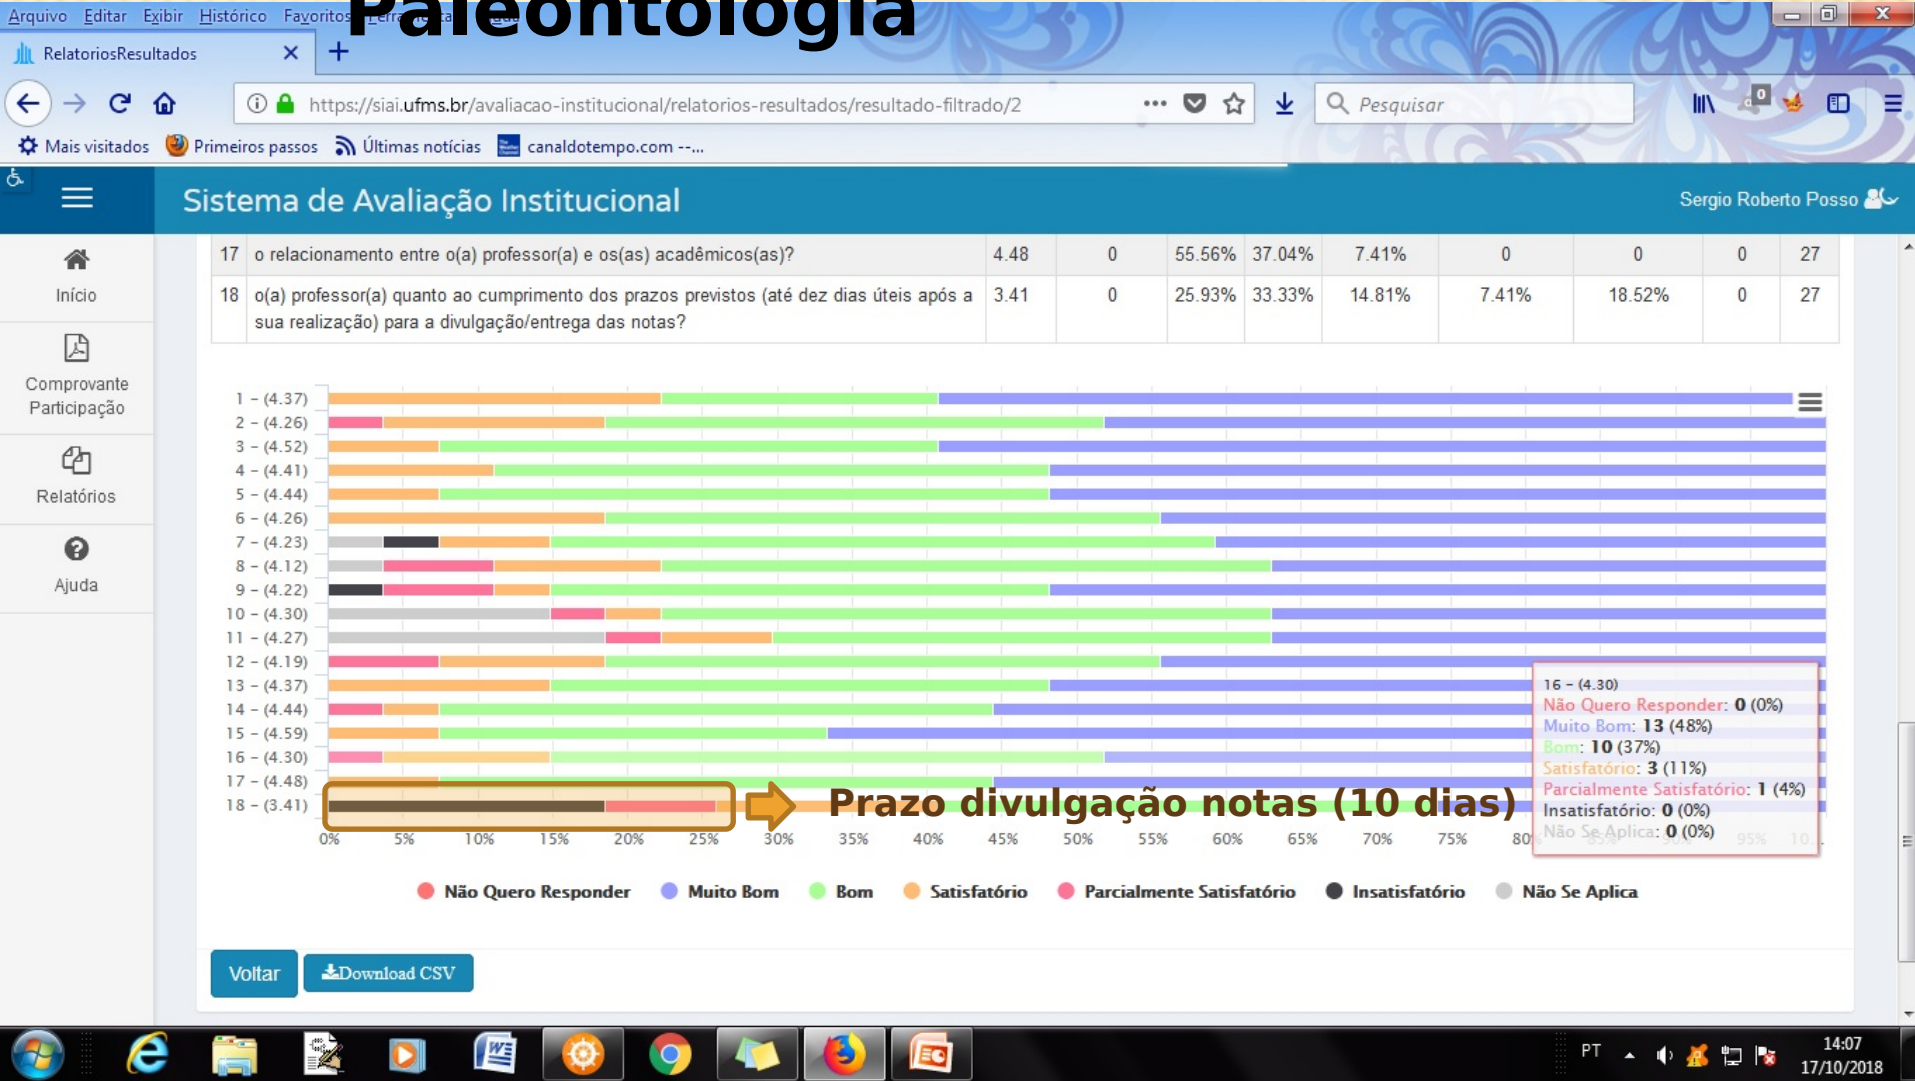 Paleontologia
Arquivo Editar Exibir Histórico Favoritos
RelatoriosResultados
https://siai.ufms.br/avaliacao-institucional/relatorios-resultados/resultado-filtrado/2
Pesquisar
0
Mais visitados Primeiros passos Últimas notícias canaldotempo.com --...
Sistema de Avaliação Institucional
Sergio Roberto Posso
Início
Comprovante
Participação
Relatórios
Ajuda
17 o relacionamento entre o(a) professor(a) e os(as) acadêmicos(as)? 4.48 0 55.56% 37.04% 7.41% 0 0 0 27
18 o(a) professor(a) quanto ao cumprimento dos prazos previstos (até dez dias úteis após a 3.41 0 25.93% 33.33% 14.81% 7.41% 18.52% 0 27
sua realização) para a divulgação/entrega das notas?
1 - (4.37)
2 - (4.26)
3 - (4.52)
4 - (4.41)
5 - (4.44)
6 - (4.26)
7 - (4.23)
8 - (4.12)
9 - (4.22)
10 - (4.30)
11 - (4.27)
12 - (4.19)
13 - (4.37)
14 - (4.44)
15 - (4.59)
16 - (4.30)
17 - (4.48)
18 - (3.41)
Prazo divulgação notas (10 dias)
16 - (4.30)
Não Quero Responder: 0 (0%)
Muito Bom: 13 (48%)
Bom: 10 (37%)
Satisfatório: 3 (11%)
Parcialmente Satisfatório: 1 (4%)
Insatisfatório: 0 (0%)
Não Se Aplica: 0 (0%)
0% 5% 10% 15% 20% 25% 30% 35% 40% 45% 50% 55% 60% 65% 70% 75% 80% 85% 90% 95% 10...
Não Quero Responder Muito Bom Bom Satisfatório Parcialmente Satisfatório Insatisfatório Não Se Aplica
Voltar Download CSV
PT
14:07
17/10/2018